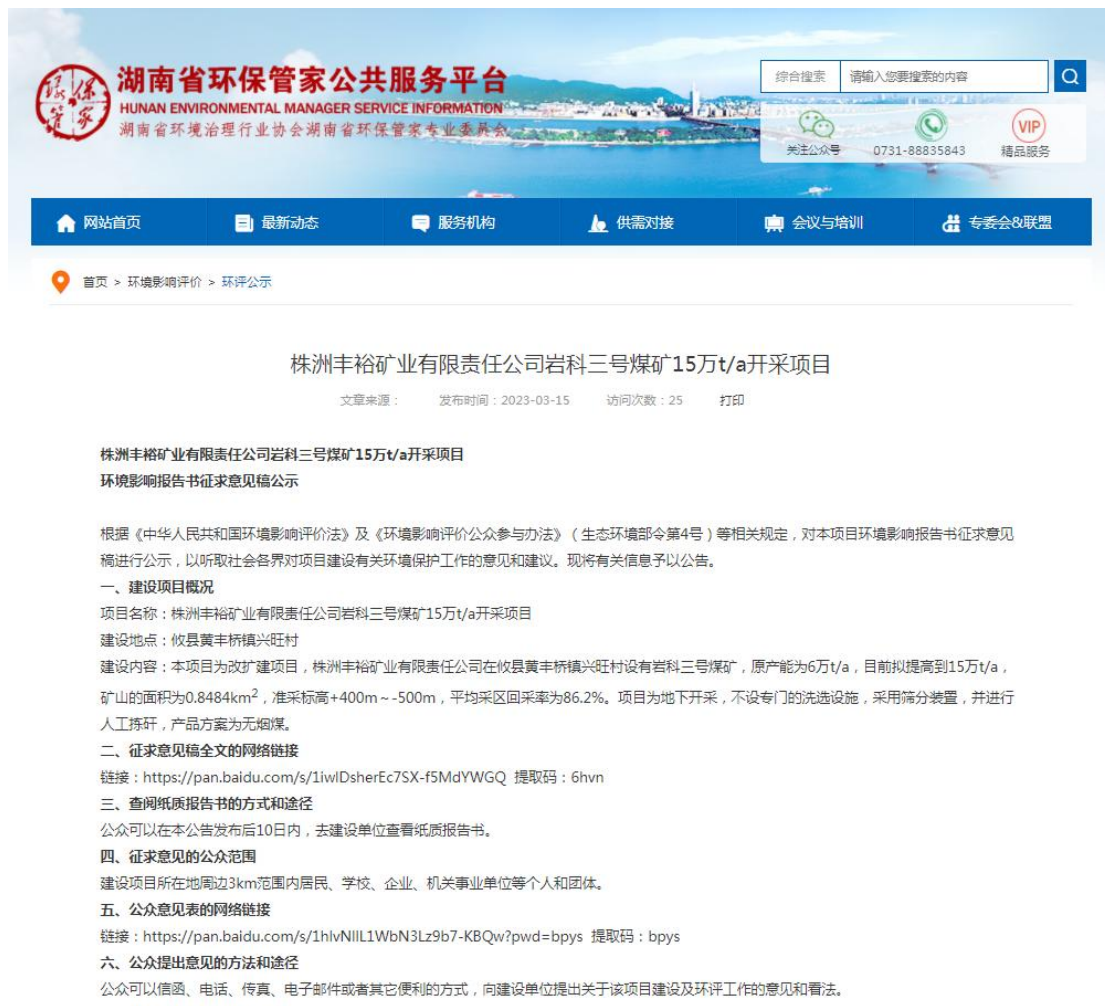 湖南省环保管家公共服务平台
HUNAN ENVIRONMENTAL MANAGER SERVICE INFORMATION
湖南省环境治理行业协会湖南省环保管家专业委员会
环保管家
综合搜索 请输入您要搜索的内容
关注公众号 0731-88835843 VIP 精品服务
网站首页 最新动态 服务机构 供需对接 会议与培训 专委会&联盟
首页 > 环境影响评价 > 环评公示
株洲丰裕矿业有限责任公司岩科三号煤矿15万t/a开采项目
文章来源： 发布时间：2023-03-15 访问次数：25 打印
株洲丰裕矿业有限责任公司岩科三号煤矿15万t/a开采项目
环境影响报告书征求意见稿公示
根据《中华人民共和国环境影响评价法》及《环境影响评价公众参与办法》（生态环境部令第4号）等相关规定，对本项目环境影响报告书征求意见
稿进行公示，以听取社会各界对项目建设有关环境保护工作的意见和建议。现将有关信息予以公告。
一、建设项目概况
项目名称：株洲丰裕矿业有限责任公司岩科三号煤矿15万t/a开采项目
建设地点：攸县黄丰桥镇兴旺村
建设内容：本项目为改扩建项目，株洲丰裕矿业有限责任公司在攸县黄丰桥镇兴旺村设有岩科三号煤矿，原产能为6万t/a，目前拟提高到15万t/a，
矿山的面积为0.8484km²，准采标高+400m～-500m，平均采区回采率为86.2%。项目为地下开采，不设专门的洗选设施，采用筛分装置，并进行
人工拣矸，产品方案为无烟煤。
二、征求意见稿全文的网络链接
链接：https://pan.baidu.com/s/1iwlDsherEc7SX-f5MdYWGQ 提取码：6hvn
三、查阅纸质报告书的方式和途径
公众可以在本公告发布后10日内，去建设单位查看纸质报告书。
四、征求意见的公众范围
建设项目所在地周边3km范围内居民、学校、企业、机关事业单位等个人和团体。
五、公众意见表的网络链接
链接：https://pan.baidu.com/s/1hlvNIlL1WbN3Lz9b7-KBQw?pwd=bpys 提取码：bpys
六、公众提出意见的方法和途径
公众可以信函、电话、传真、电子邮件或者其它便利的方式，向建设单位提出关于该项目建设及环评工作的意见和看法。